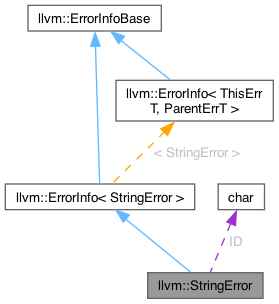 llvm::ErrorInfoBase
llvm::ErrorInfo< ThisErr
T, ParentErrT >
< StringError >
llvm::ErrorInfo< StringError >
char
ID
llvm::StringError